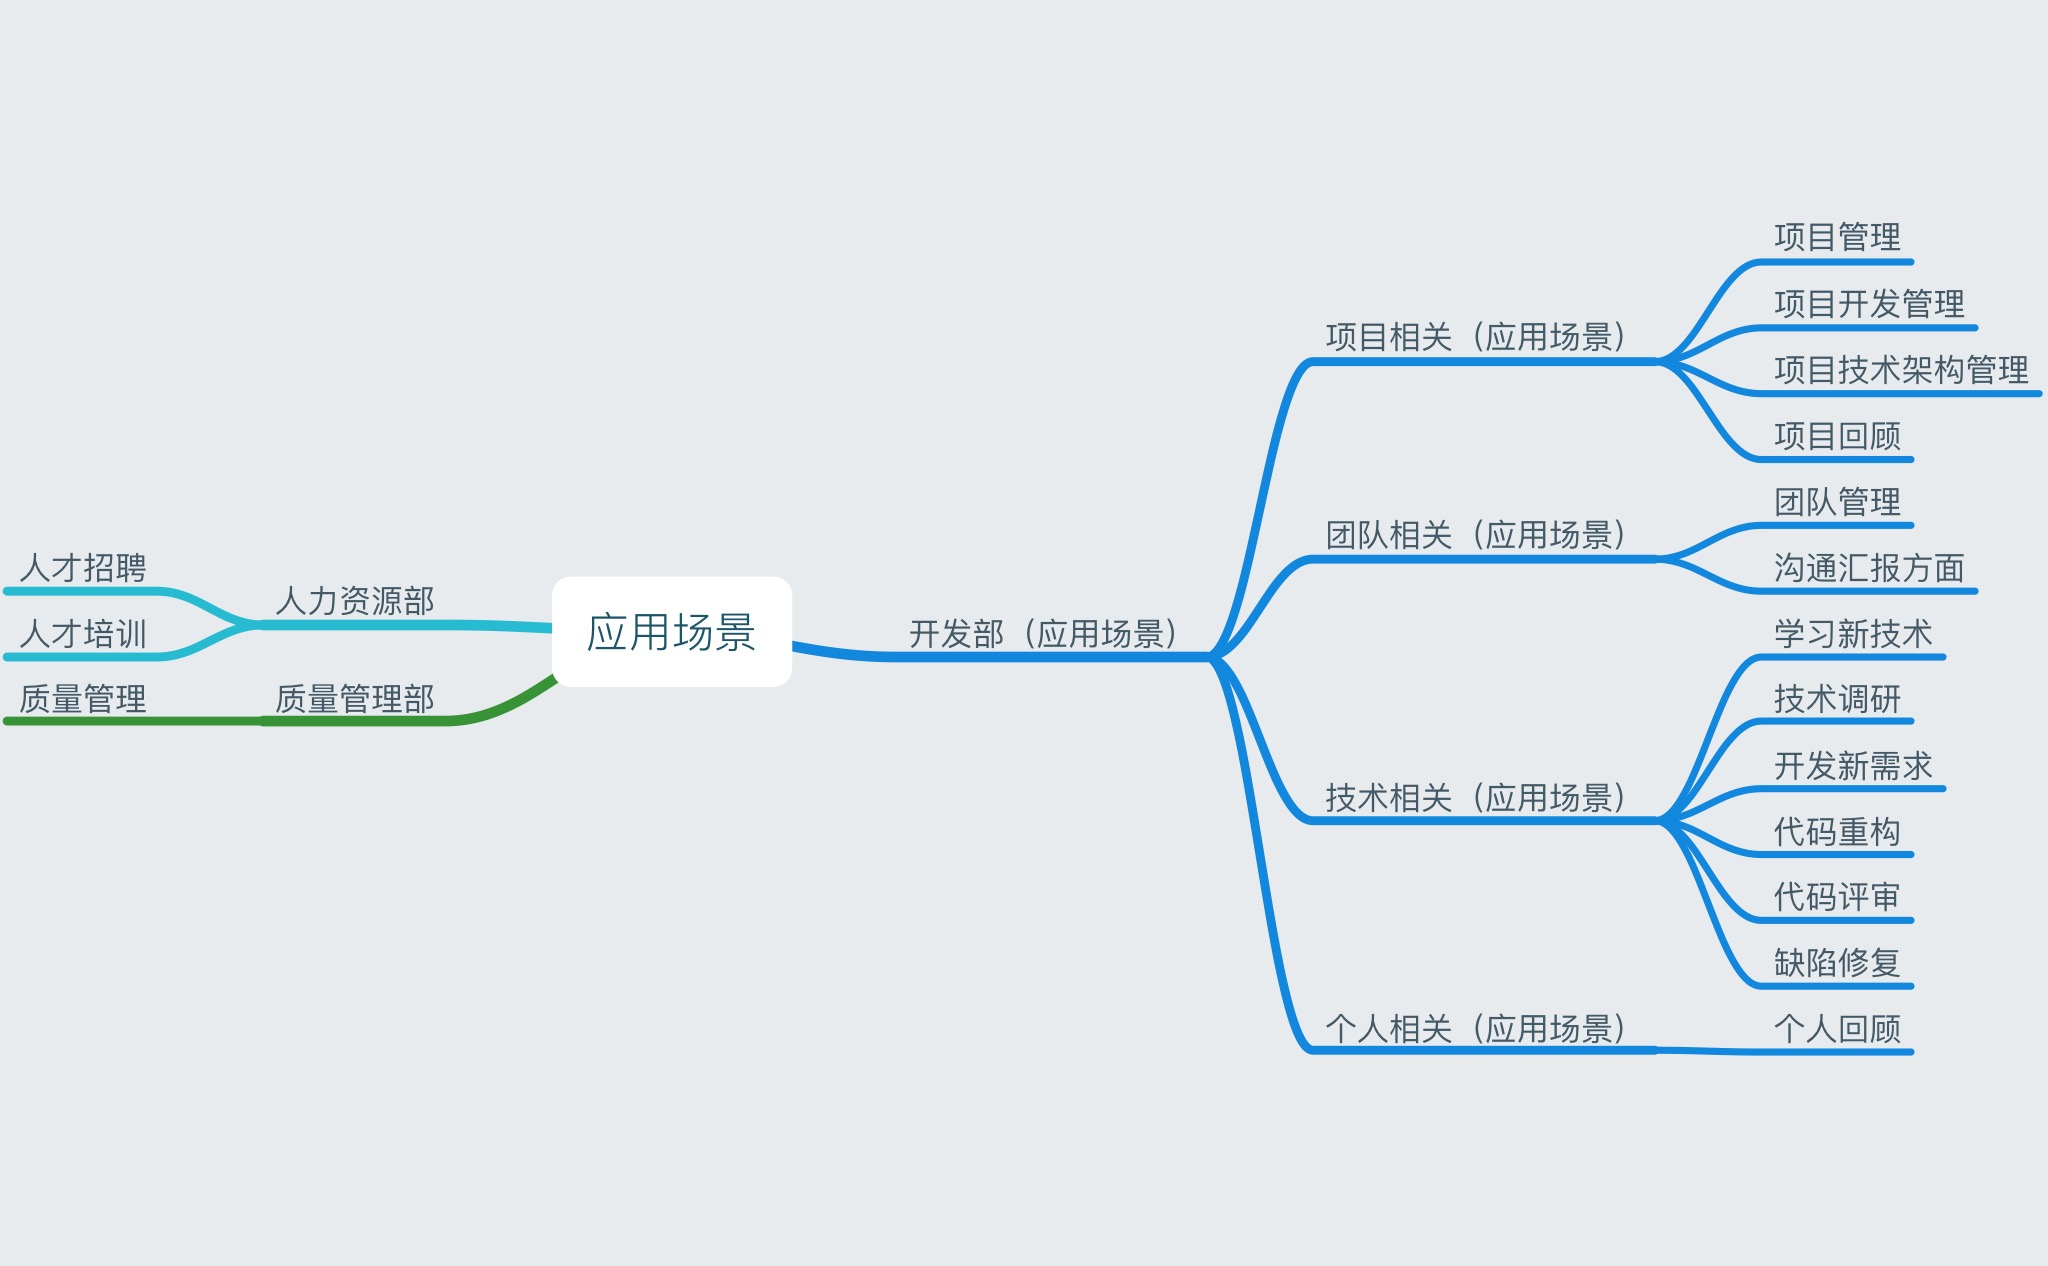 应用场景
开发部（应用场景）
项目相关（应用场景）
项目管理
项目开发管理
项目技术架构管理
项目回顾
团队相关（应用场景）
团队管理
沟通汇报方面
技术相关（应用场景）
学习新技术
技术调研
开发新需求
代码重构
代码评审
缺陷修复
个人相关（应用场景）
个人回顾
人力资源部
人才招聘
人才培训
质量管理部
质量管理